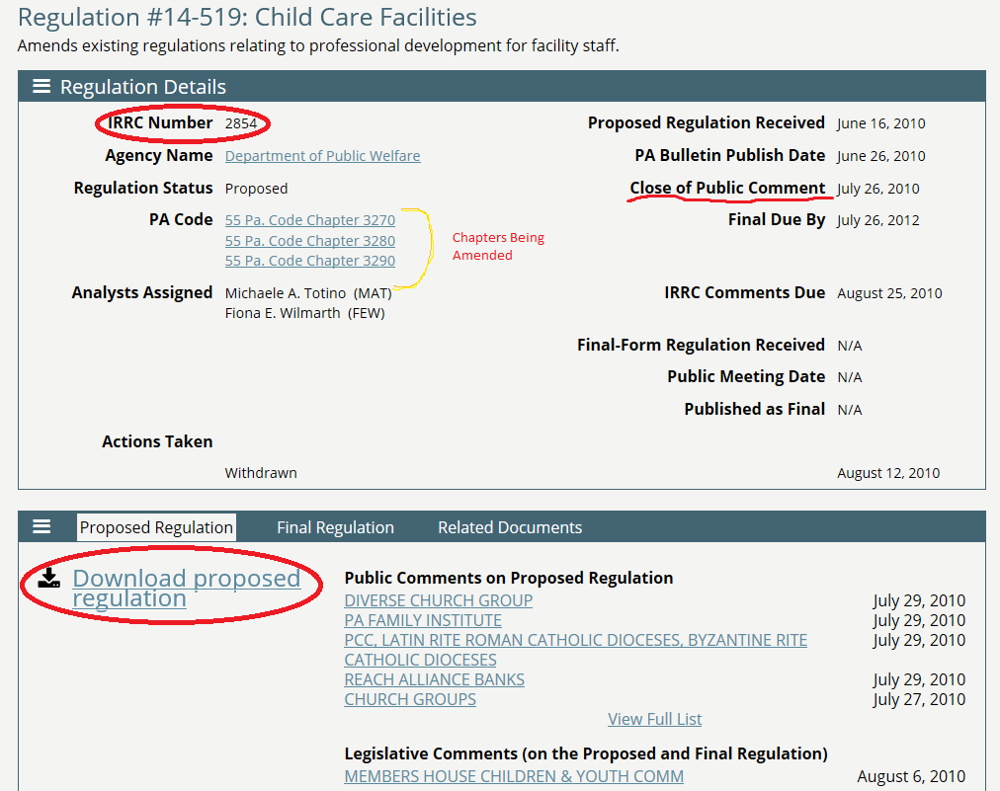 Regulation #14-519: Child Care Facilities
Amends existing regulations relating to professional development for facility staff.
Regulation Details
IRRC Number 2854
Proposed Regulation Received June 16, 2010
Agency Name Department of Public Welfare
PA Bulletin Publish Date June 26, 2010
Regulation Status Proposed
Close of Public Comment July 26, 2010
PA Code 55 Pa. Code Chapter 3270
55 Pa. Code Chapter 3280
55 Pa. Code Chapter 3290
Chapters Being
Amended
Final Due By July 26, 2012
Analysts Assigned Michaele A. Totino (MAT)
Fiona E. Wilmarth (FEW)
IRRC Comments Due August 25, 2010
Final-Form Regulation Received N/A
Public Meeting Date N/A
Published as Final N/A
Actions Taken
Withdrawn August 12, 2010
Proposed Regulation Final Regulation Related Documents
Download proposed
regulation
Public Comments on Proposed Regulation
DIVERSE CHURCH GROUP July 29, 2010
PA FAMILY INSTITUTE July 29, 2010
PCC, LATIN RITE ROMAN CATHOLIC DIOCESES, BYZANTINE RITE July 29, 2010
CATHOLIC DIOCESES
REACH ALLIANCE BANKS July 29, 2010
CHURCH GROUPS July 27, 2010
View Full List
Legislative Comments (on the Proposed and Final Regulation)
MEMBERS HOUSE CHILDREN & YOUTH COMM August 6, 2010